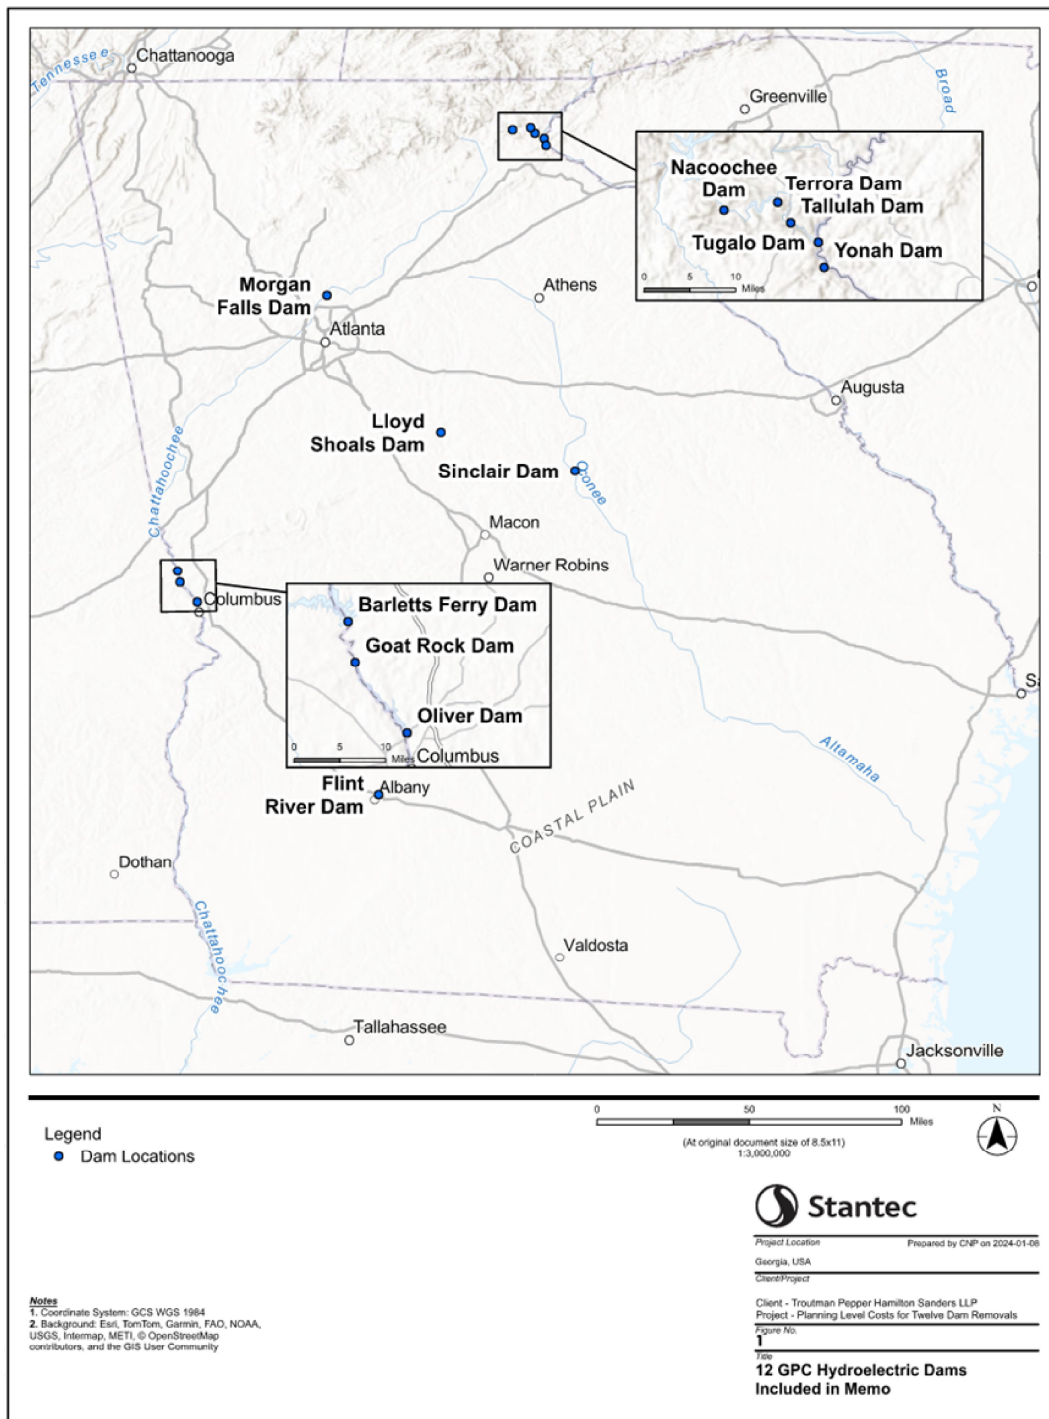 Tennessee
Chattanooga
Greenville
Broad
Nacoochee
Dam
Terrora Dam
Tallulah Dam
Tugalo Dam
Yonah Dam
0 5 10
Miles
Morgan
Falls Dam
Athens
Atlanta
Augusta
Lloyd
Shoals Dam
Sinclair Dam
Oconee
Chattahoochee
Macon
Warner Robins
Columbus
Barletts Ferry Dam
Goat Rock Dam
Oliver Dam
0 5 10
Miles
Columbus
Sa
Altamaha
Flint
River Dam
Albany
COASTAL PLAIN
Dothan
Chattahoochee
Valdosta
Tallahassee
Jacksonville
Legend
Dam Locations
0 50 100
Miles
(At original document size of 8.5x11)
1:3,000,000
N
Stantec
Project Location
Prepared by CNP on 2024-01-08
Georgia, USA
Client/Project
Client - Troutman Pepper Hamilton Sanders LLP
Project - Planning Level Costs for Twelve Dam Removals
Figure No.
1
Title
12 GPC Hydroelectric Dams
Included in Memo
Notes
1. Coordinate System: GCS WGS 1984
2. Background: Esri, TomTom, Garmin, FAO, NOAA,
USGS, Intermap, METI, © OpenStreetMap
contributors, and the GIS User Community